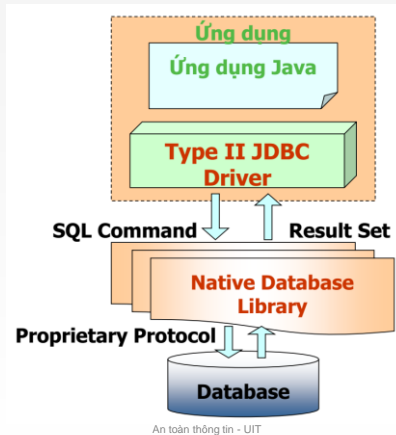 Ứng dụng
Ứng dụng Java
Type II JDBC
Driver
SQL Command
Result Set
Native Database
Library
Proprietary Protocol
Database
An toàn thông tin - UIT